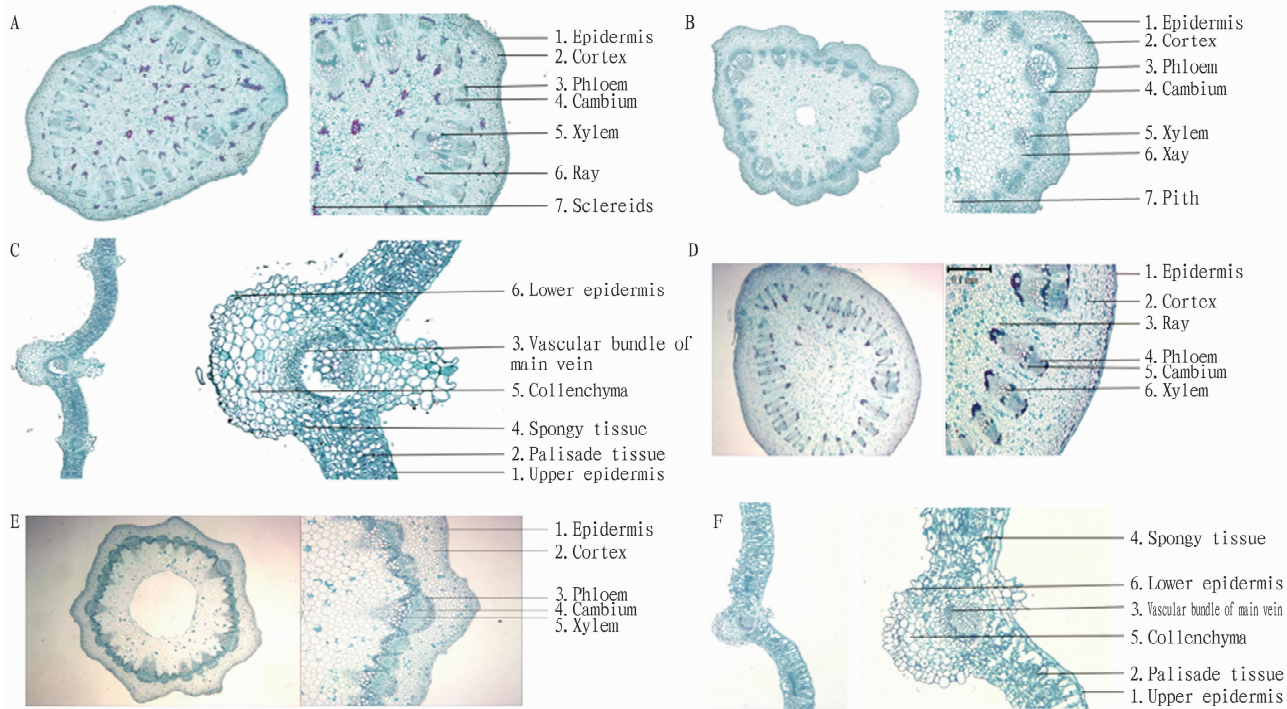 A
1. Epidermis
2. Cortex
3. Phloem
4. Cambium
5. Xylem
6. Ray
7. Sclereids
B
1. Epidermis
2. Cortex
3. Phloem
4. Cambium
5. Xylem
6. Xay
7. Pith
C
6. Lower epidermis
3. Vascular bundle of
main vein
5. Collenchyma
4. Spongy tissue
2. Palisade tissue
1. Upper epidermis
D
1. Epidermis
2. Cortex
3. Ray
4. Phloem
5. Cambium
6. Xylem
E
1. Epidermis
2. Cortex
3. Phloem
4. Cambium
5. Xylem
F
4. Spongy tissue
6. Lower epidermis
3. Vascular bundle of main vein
5. Collenchyma
2. Palisade tissue
1. Upper epidermis